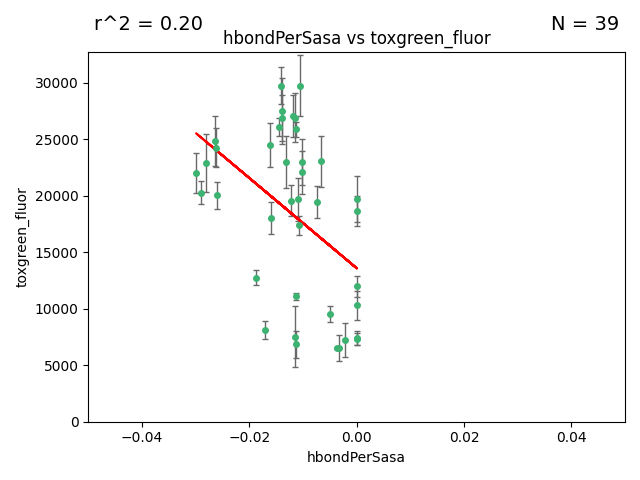 r^2 = 0.20
N = 39
hbondPerSasa vs toxgreen_fluor
30000
25000
20000
15000
10000
5000
0
toxgreen_fluor
−0.04
−0.02
0.00
0.02
0.04
hbondPerSasa